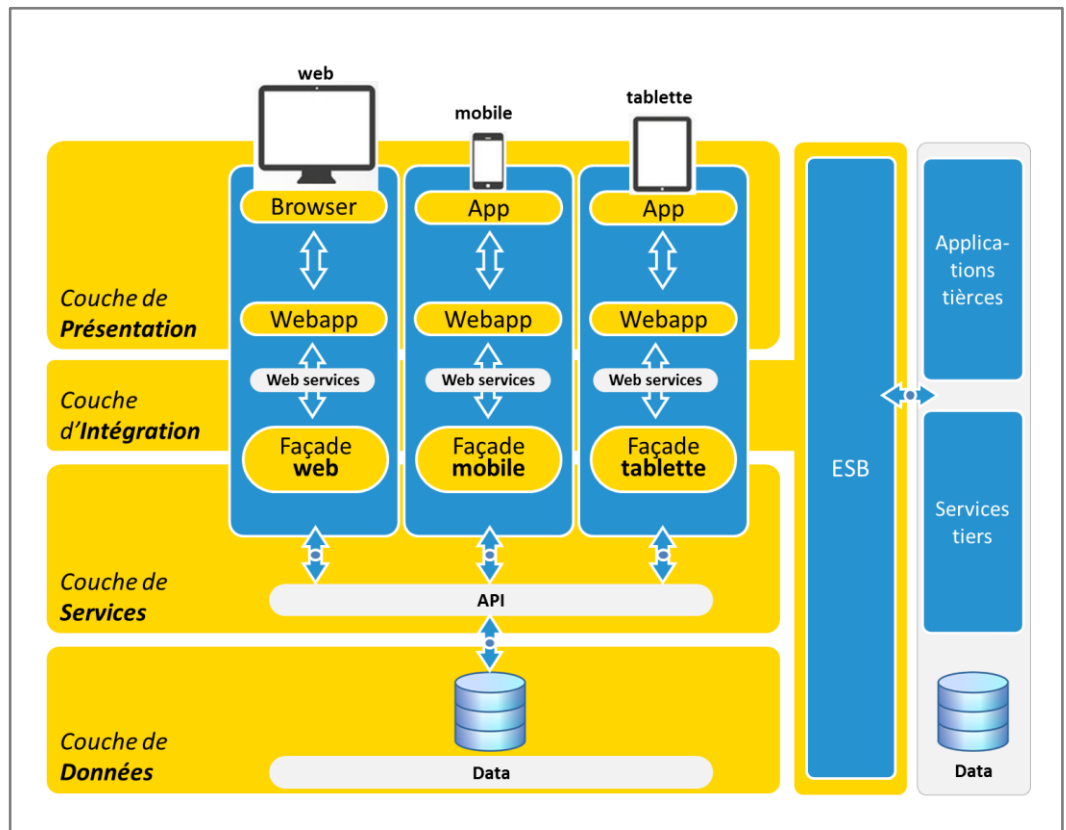 web
mobile
tablette
Browser
App
App
Couche de
Présentation
Webapp
Webapp
Webapp
Web services
Web services
Web services
Couche
d'Intégration
Façade
web
Façade
mobile
Façade
tablette
Couche de
Services
API
Couche de
Données
Data
ESB
Applica-
tions
tièrces
Services
tiers
Data